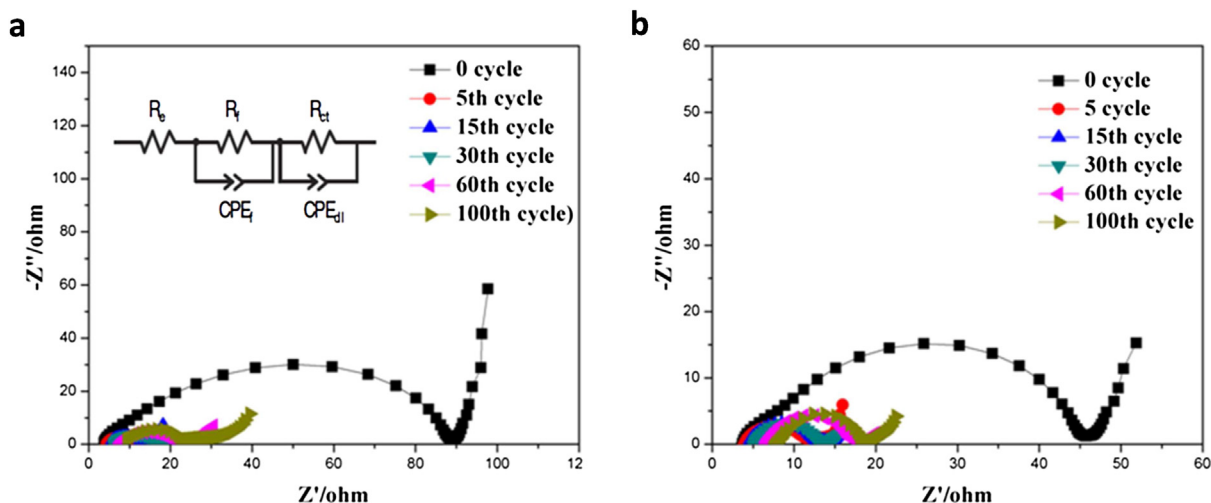 a
140
120
100
80
60
40
20
0
-Z"/ohm
0 20 40 60 80 100 12
Z'/ohm
0 cycle
5th cycle
15th cycle
30th cycle
60th cycle
100th cycle)
Re Rf Rct
CPEf CPEdl
b
60
50
40
30
20
10
0
-Z"/ohm
0 10 20 30 40 50 60
Z'/ohm
0 cycle
5 cycle
15th cycle
30th cycle
60th cycle
100th cycle